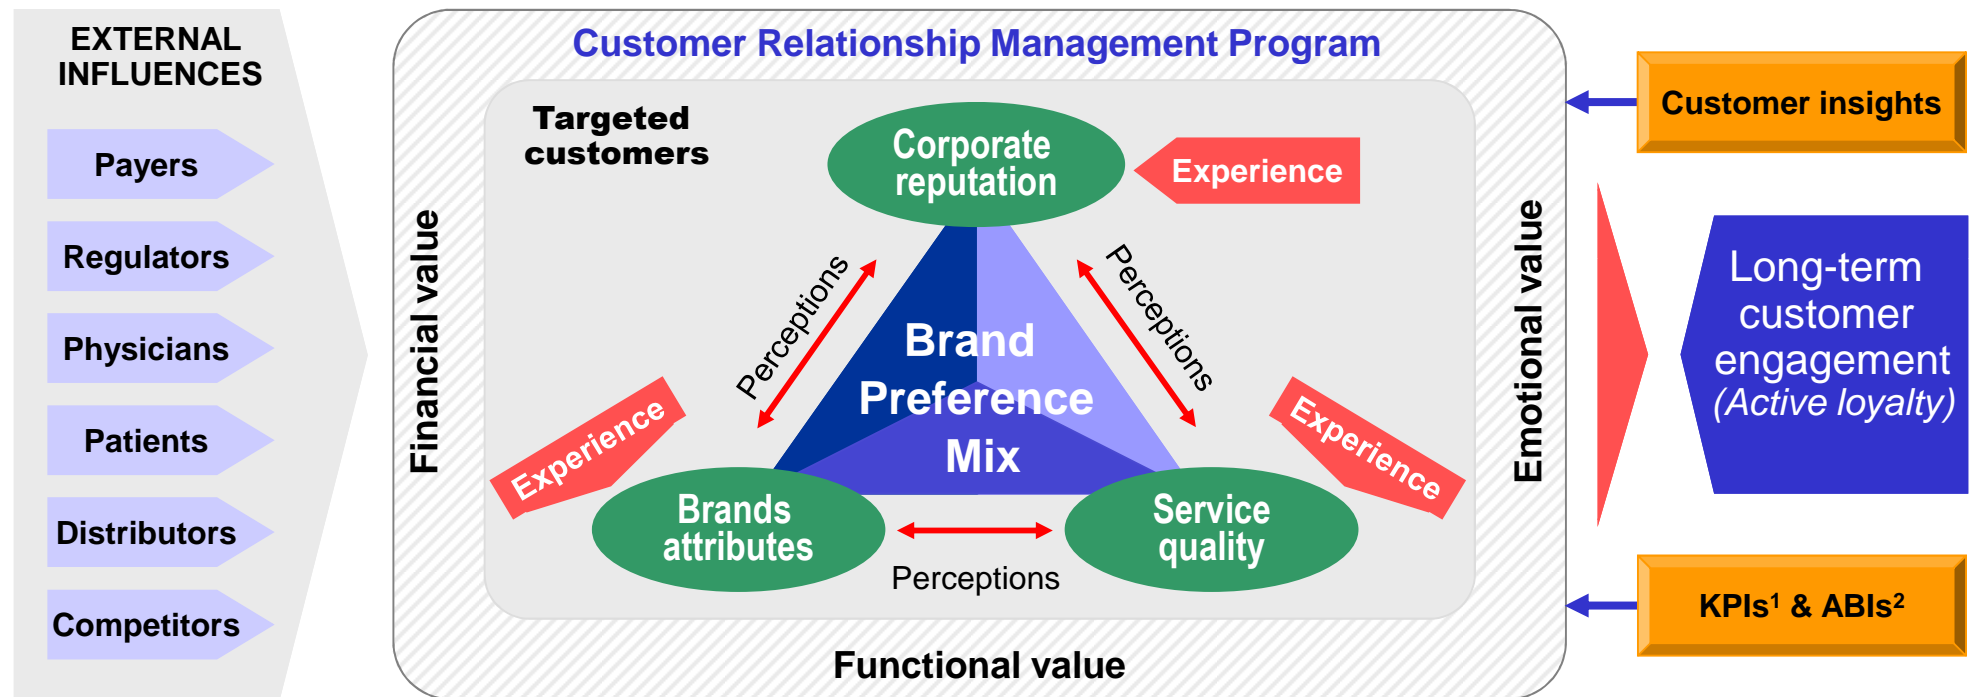 EXTERNAL
INFLUENCES
Payers
Regulators
Physicians
Patients
Distributors
Competitors
Customer Relationship Management Program
Targeted
customers
Financial value
Corporate
reputation
Experience
Perceptions
Perceptions
Brand
Preference
Mix
Experience
Experience
Brands
attributes
Service
quality
Perceptions
Functional value
Emotional value
Customer insights
Long-term
customer
engagement
(Active loyalty)
KPIs¹ & ABIs²